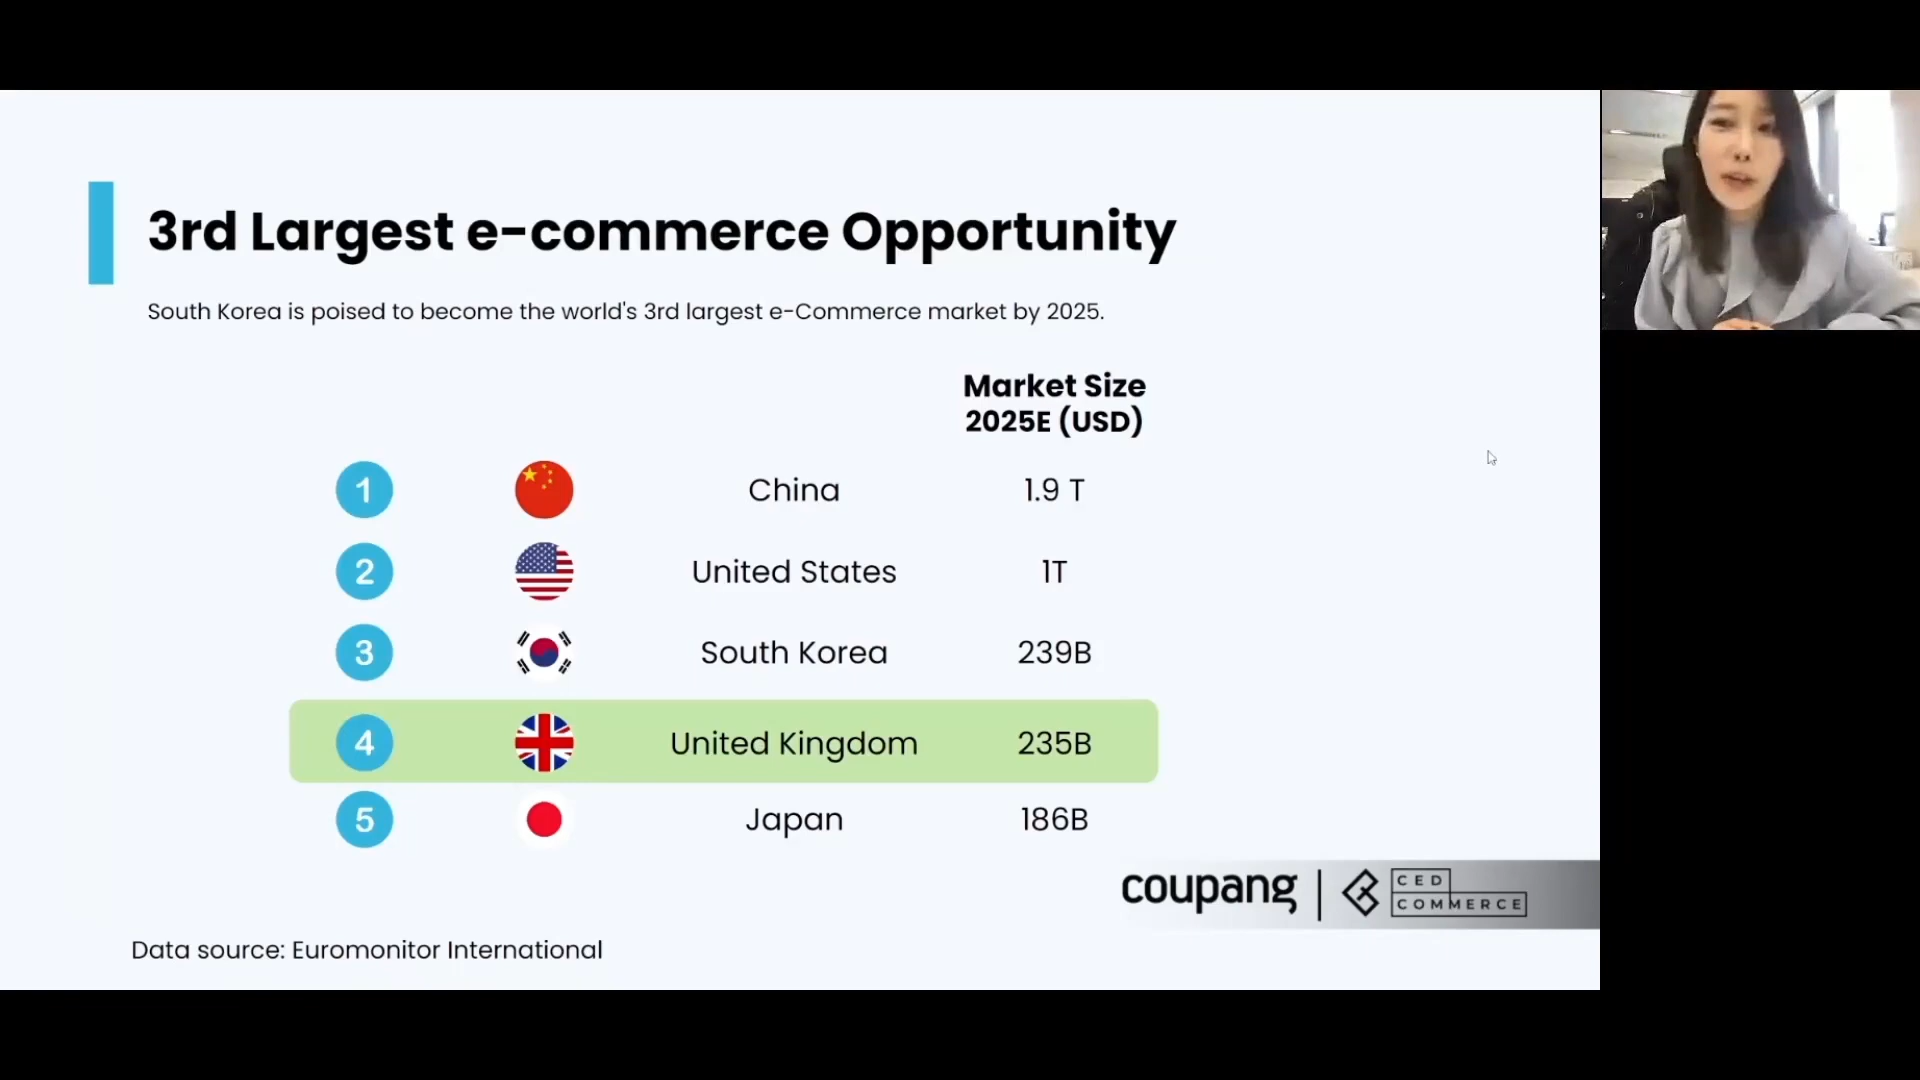 3rd Largest e-commerce Opportunity
South Korea is poised to become the world's 3rd largest e-Commerce market by 2025.
Market Size
2025E (USD)
1 China 1.9 T
2 United States 1T
3 South Korea 239B
4 United Kingdom 235B
5 Japan 186B
coupang | CED
COMMERCE
Data source: Euromonitor International